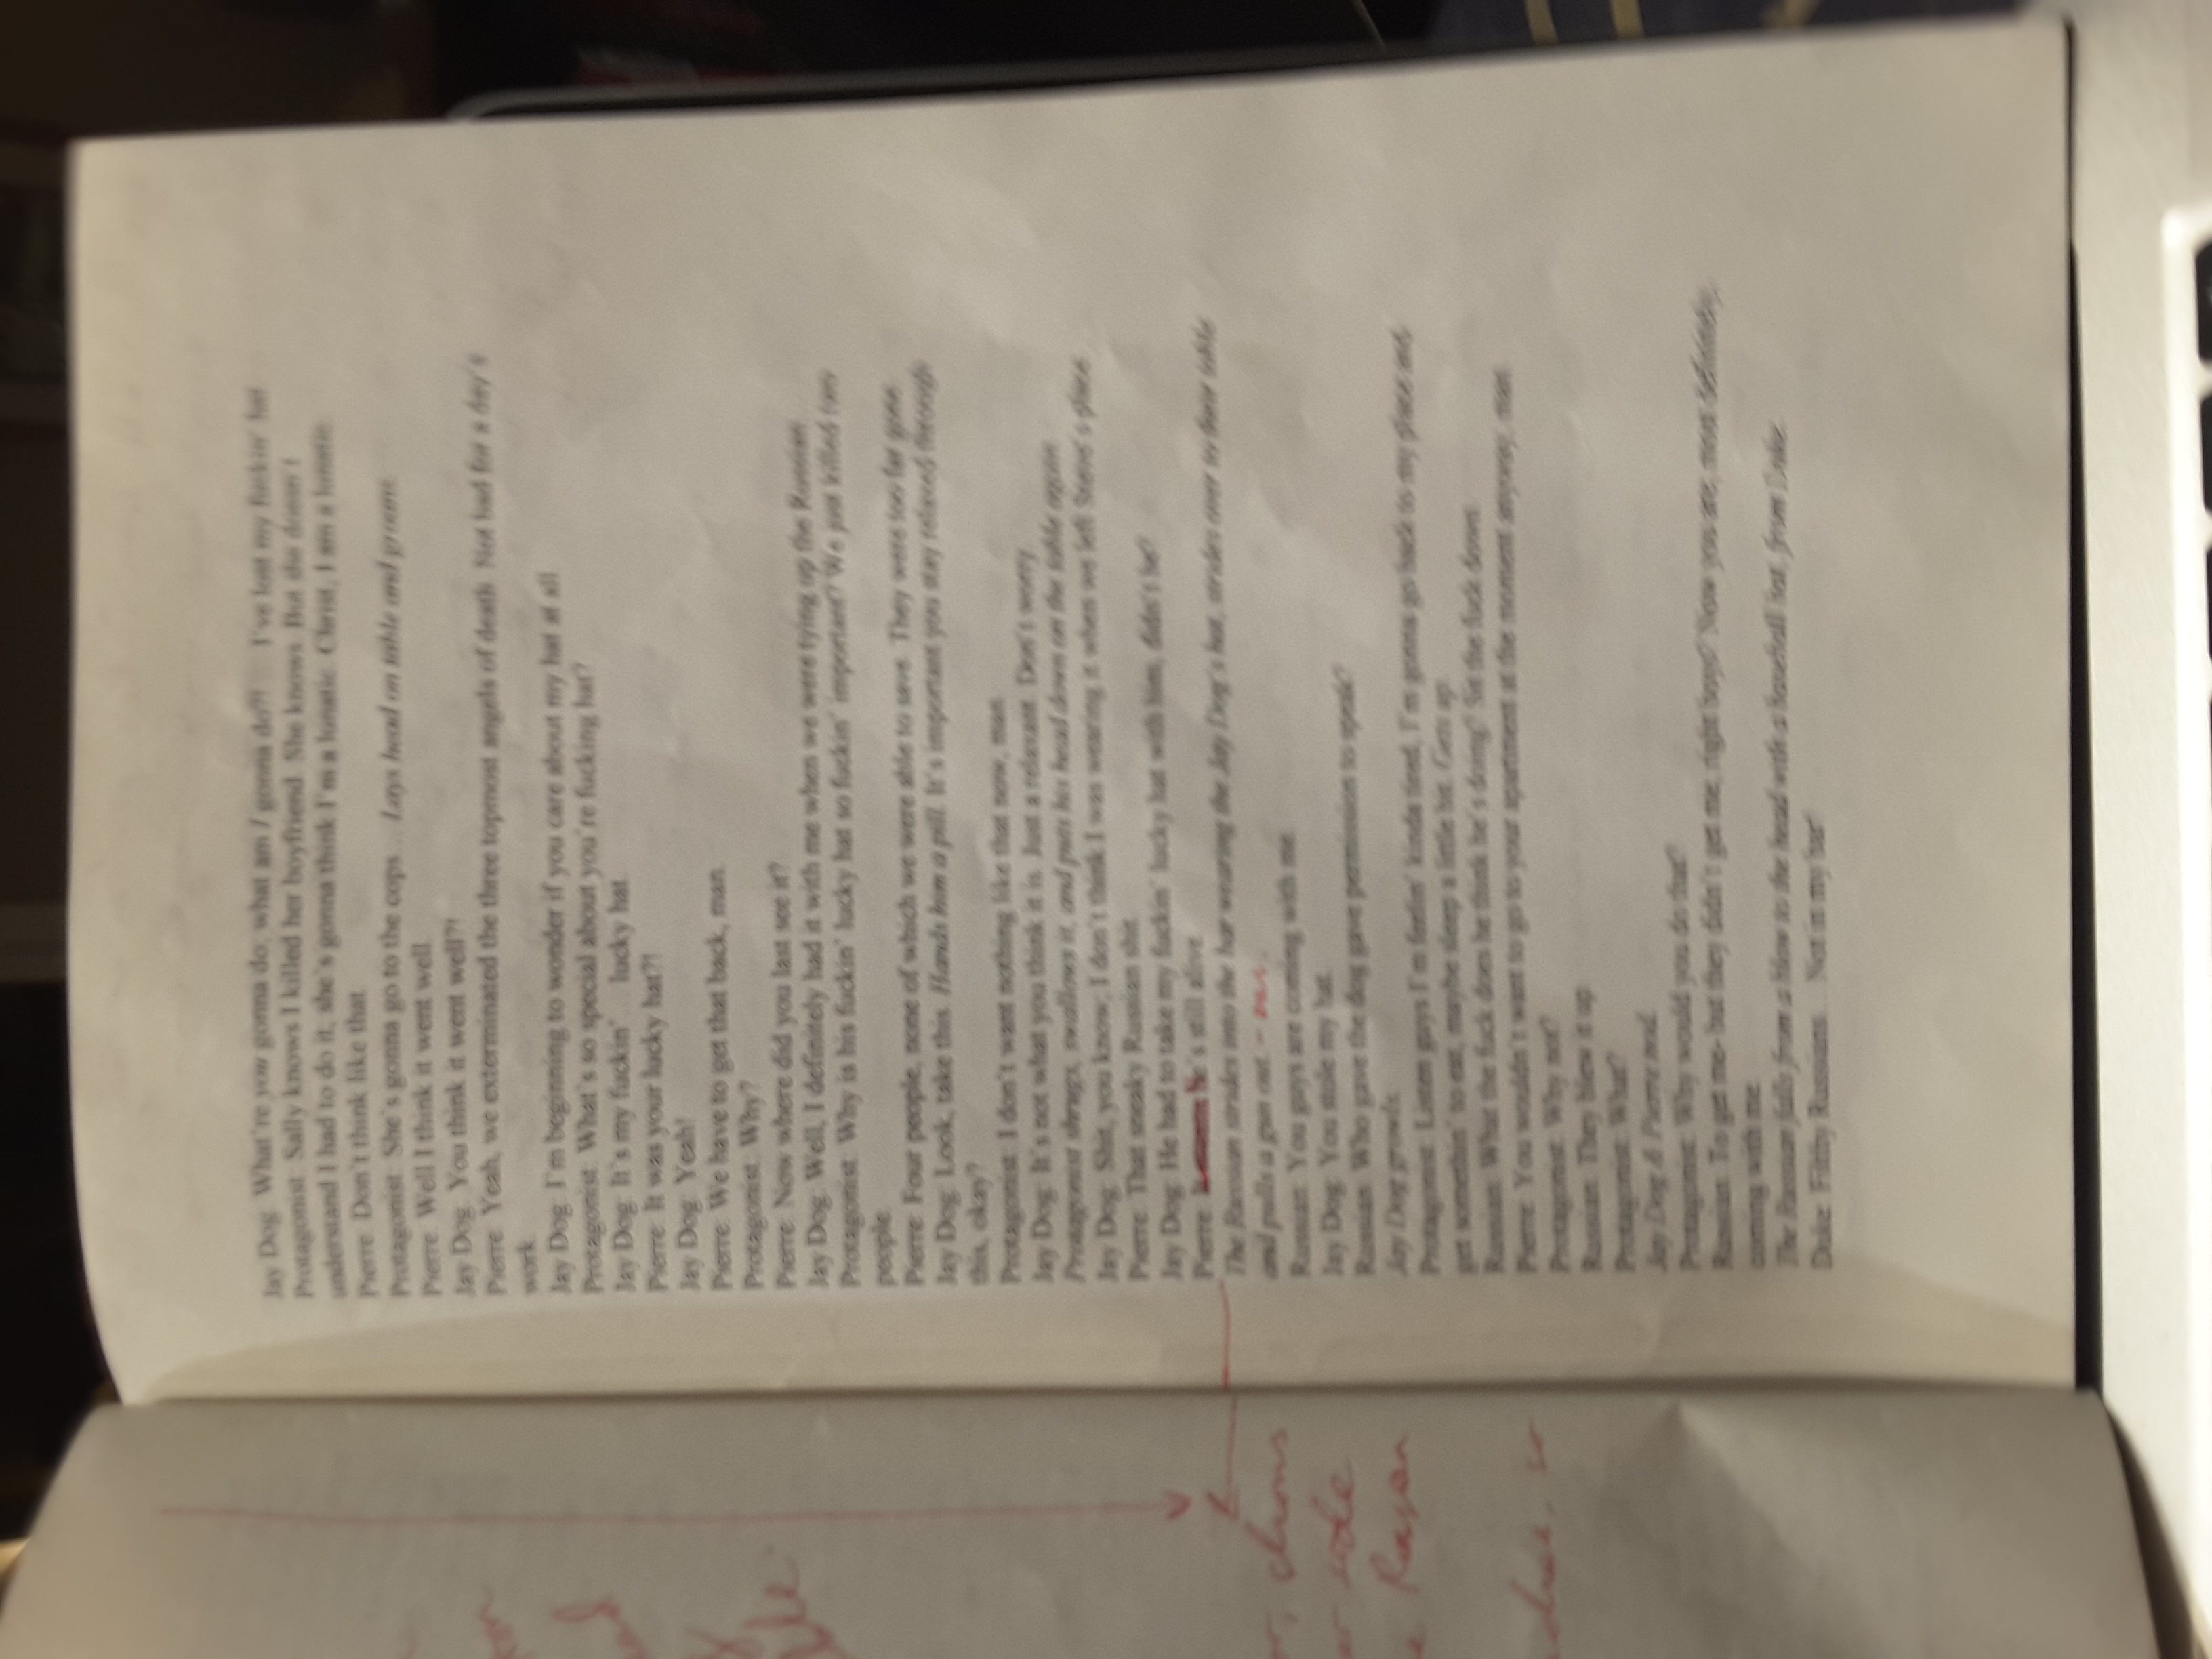 Jay Dog: What're you gonna do; what am I gonna do?!... I've lost my fuckin' hat
Protagonist: Sally knows I killed her boyfriend. She knows. But she doesn't
understand I had to do it; she's gonna think I'm a lunatic. Christ, I am a lunatic.
Pierre: Don't think like that.
Protagonist: She's gonna go to the cops... Lays head on table and groans.
Pierre: Well I think it went well.
Jay Dog: You think it went well?!
Pierre: Yeah, we exterminated the three topmost angels of death. Not bad for a day's
work.
Jay Dog: I'm beginning to wonder if you care about my hat at all.
Protagonist: What's so special about you're fucking hat?
Jay Dog: It's my fuckin'... lucky hat.
Pierre: It was your lucky hat?!
Jay Dog: Yeah!
Pierre: We have to get that back, man.
Protagonist: Why?
Pierre: Now where did you last see it?
Jay Dog: Well, I definitely had it with me when we were tying up the Russian.
Protagonist: Why is his fuckin' lucky hat so fuckin' important? We just killed
people.
Pierre: Four people, none of which we were able to save. They were too far gone.
Jay Dog: Look, take this. Hands him a pill. It's important you stay relaxed through
this, okay?
Protagonist: I don't want nothing like that now, man.
Jay Dog: It's not what you think it is. Just a relaxant. Don't worry.
Protagonist shrugs, swallows it, and puts his head down on the table again.
Jay Dog: Shit, you know; I don't think I was wearing it when we left Steve's place.
Pierre: That sneaky Russian shit.
Jay Dog: He had to take my fuckin' lucky hat with him, didn't he?
Pierre: It means he's still alive.
The Russian strides into the bar wearing the Jay Dog's hat, strides over to their table
and pulls a gun out. –
Russian: You guys are coming with me.
Jay Dog: You stole my hat.
Russian: Who gave the dog gave permission to speak?
Jay Dog growls.
Protagonist: Listen guys I'm feelin' kinda tired, I'm gonna go back to my place and
get somethin' to eat, maybe sleep a little bit. Gets up.
Russian: What the fuck does he think he's doing? Sit the fuck down.
Pierre: You wouldn't want to go to your apartment at the moment anyway, man.
Protagonist: Why not?
Russian: They blew it up.
Protagonist: What?
Jay Dog & Pierre nod.
Protagonist: Why would you do that?
Russian: To get me- but they didn't get me, right boys? Now you are, most definitely,
coming with me.
The Russian falls from a blow to the head with a baseball bat, from Duke.
Duke: Filthy Russians... Not in my bar!